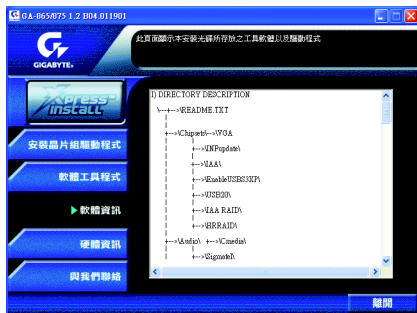 GA-865/875 1.2 B04.011901
GIGABYTE
此頁面顯示本安裝光碟所存放之工具軟體以及驅動程式
Xpress
install
安裝晶片組驅動程式
軟體工具程式
軟體資訊
硬體資訊
與我們聯絡
I) DIRECTORY DESCRIPTION
\--+-->README.TXT
|
+-->\Chipsets\-->\VGA
| +-->\INFupdate\
| +-->\IAA\
| +-->\EnableUSBS3XP\
| +-->\USB20\
| +-->\IAA RAID\
| +-->\HRRAID\
+-->\Audio\ +-->\Cmedia\
| +-->\Sigmatel\
離開